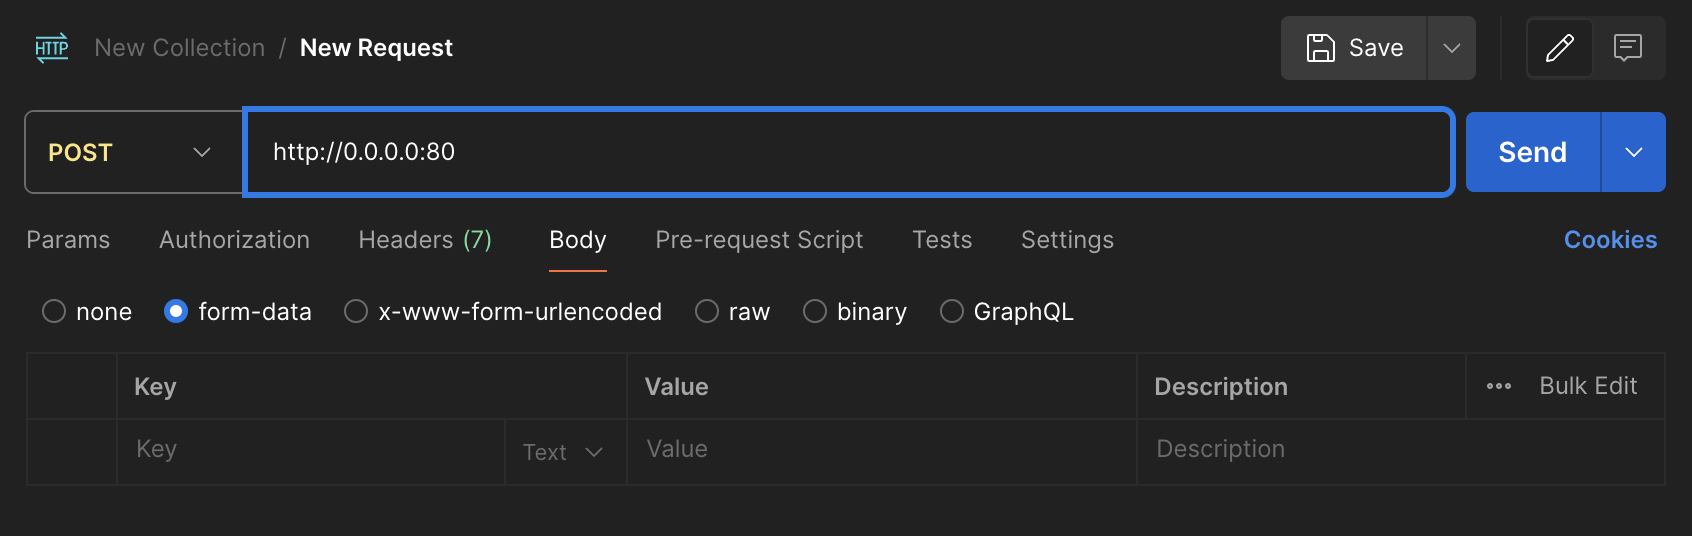 HTTP New Collection / New Request Save
POST http://0.0.0.0:80 Send
Params Authorization Headers (7) Body Pre-request Script Tests Settings Cookies
none form-data x-www-form-urlencoded raw binary GraphQL
Key Value Description Bulk Edit
Key Text Value Description